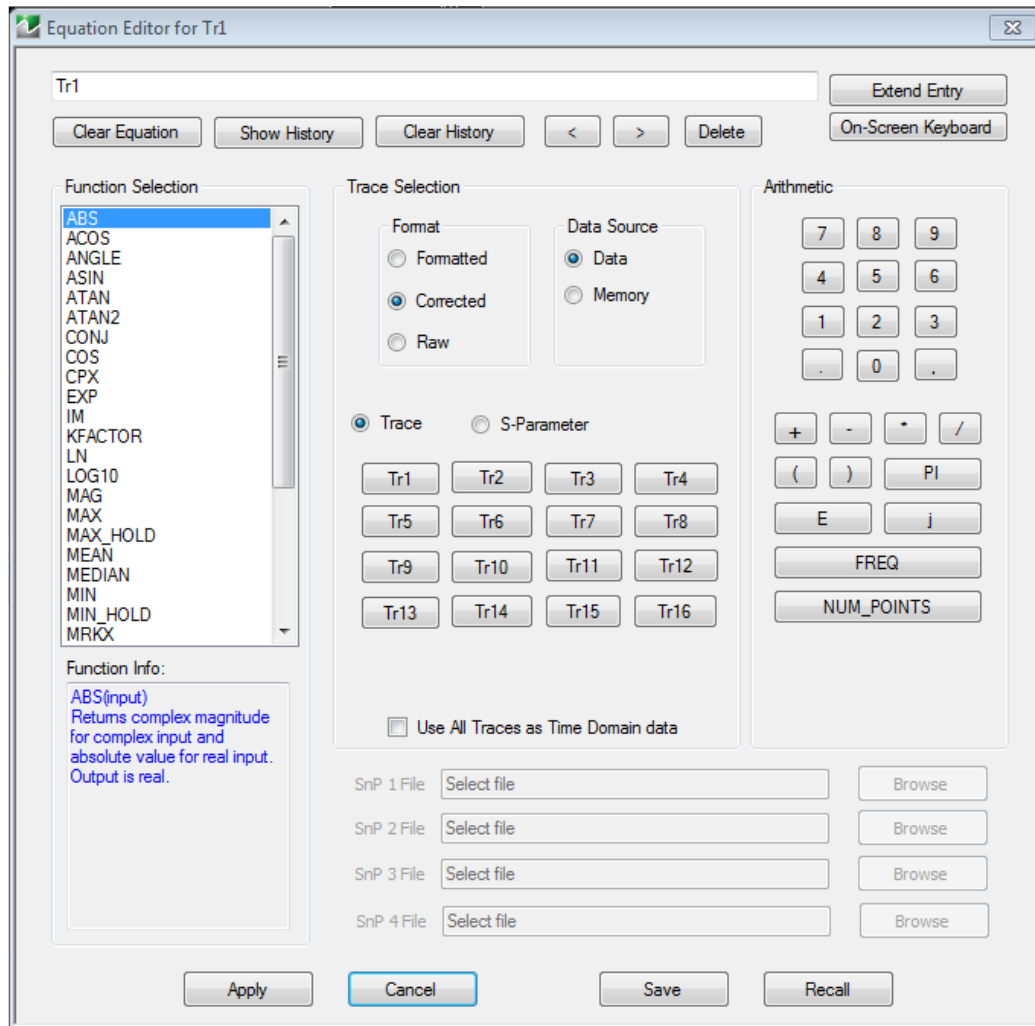 Equation Editor for Tr1
Tr1
Extend Entry
Clear Equation Show History Clear History < > Delete On-Screen Keyboard
Function Selection
ABS
ACOS
ANGLE
ASIN
ATAN
ATAN2
CONJ
COS
CPX
EXP
IM
KFACTOR
LN
LOG10
MAG
MAX
MAX_HOLD
MEAN
MEDIAN
MIN
MIN_HOLD
MRKX
Function Info:
ABS(input)
Returns complex magnitude
for complex input and
absolute value for real input.
Output is real.
Trace Selection
Format
Formatted
Corrected
Raw
Data Source
Data
Memory
Trace S-Parameter
Tr1 Tr2 Tr3 Tr4
Tr5 Tr6 Tr7 Tr8
Tr9 Tr10 Tr11 Tr12
Tr13 Tr14 Tr15 Tr16
Use All Traces as Time Domain data
Arithmetic
7 8 9
4 5 6
1 2 3
. 0 ,
+ - * /
( ) PI
E j
FREQ
NUM_POINTS
SnP 1 File Select file Browse
SnP 2 File Select file Browse
SnP 3 File Select file Browse
SnP 4 File Select file Browse
Apply Cancel Save Recall